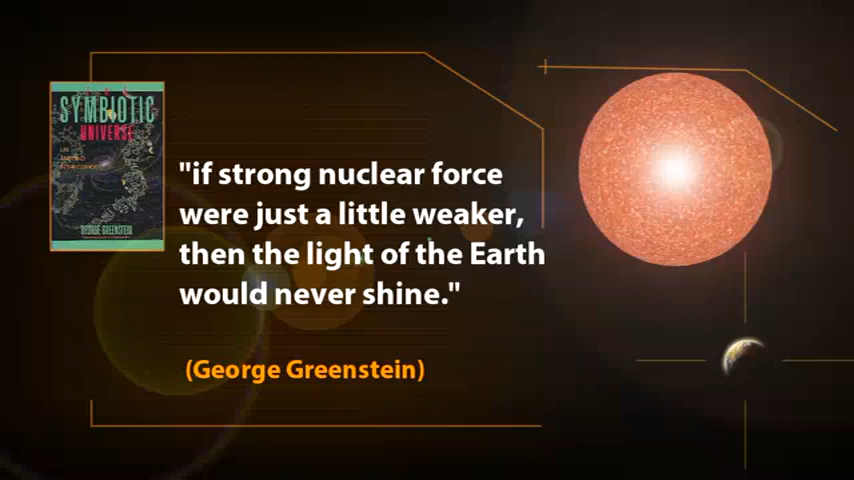 SYMBIOTIC
UNIVERSE
GEORGE GREENSTEIN
"if strong nuclear force
were just a little weaker,
then the light of the Earth
would never shine."
(George Greenstein)